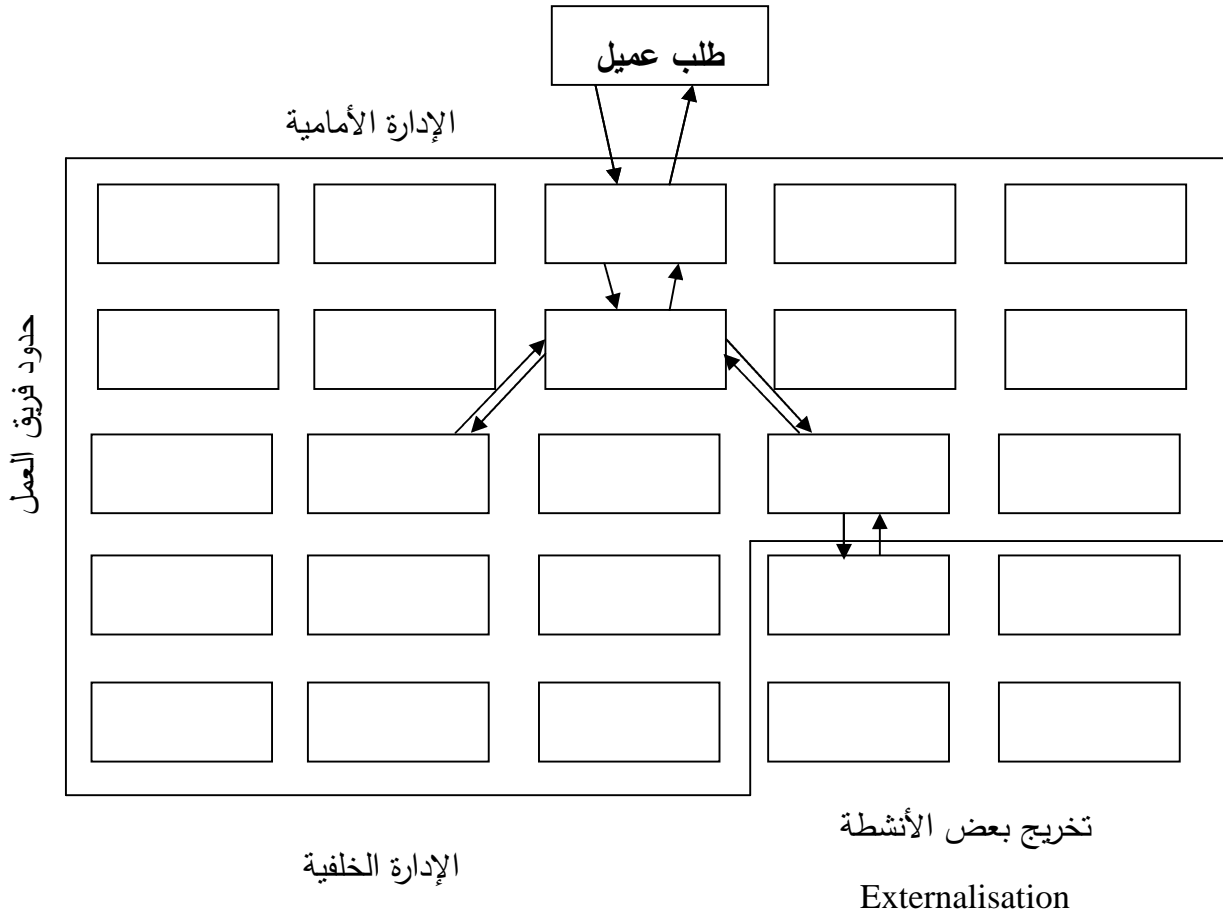 طلب عميل
الإدارة الأمامية
حدود فريق العمل
تخريج بعض الأنشطة
الإدارة الخلفية
Externalisation